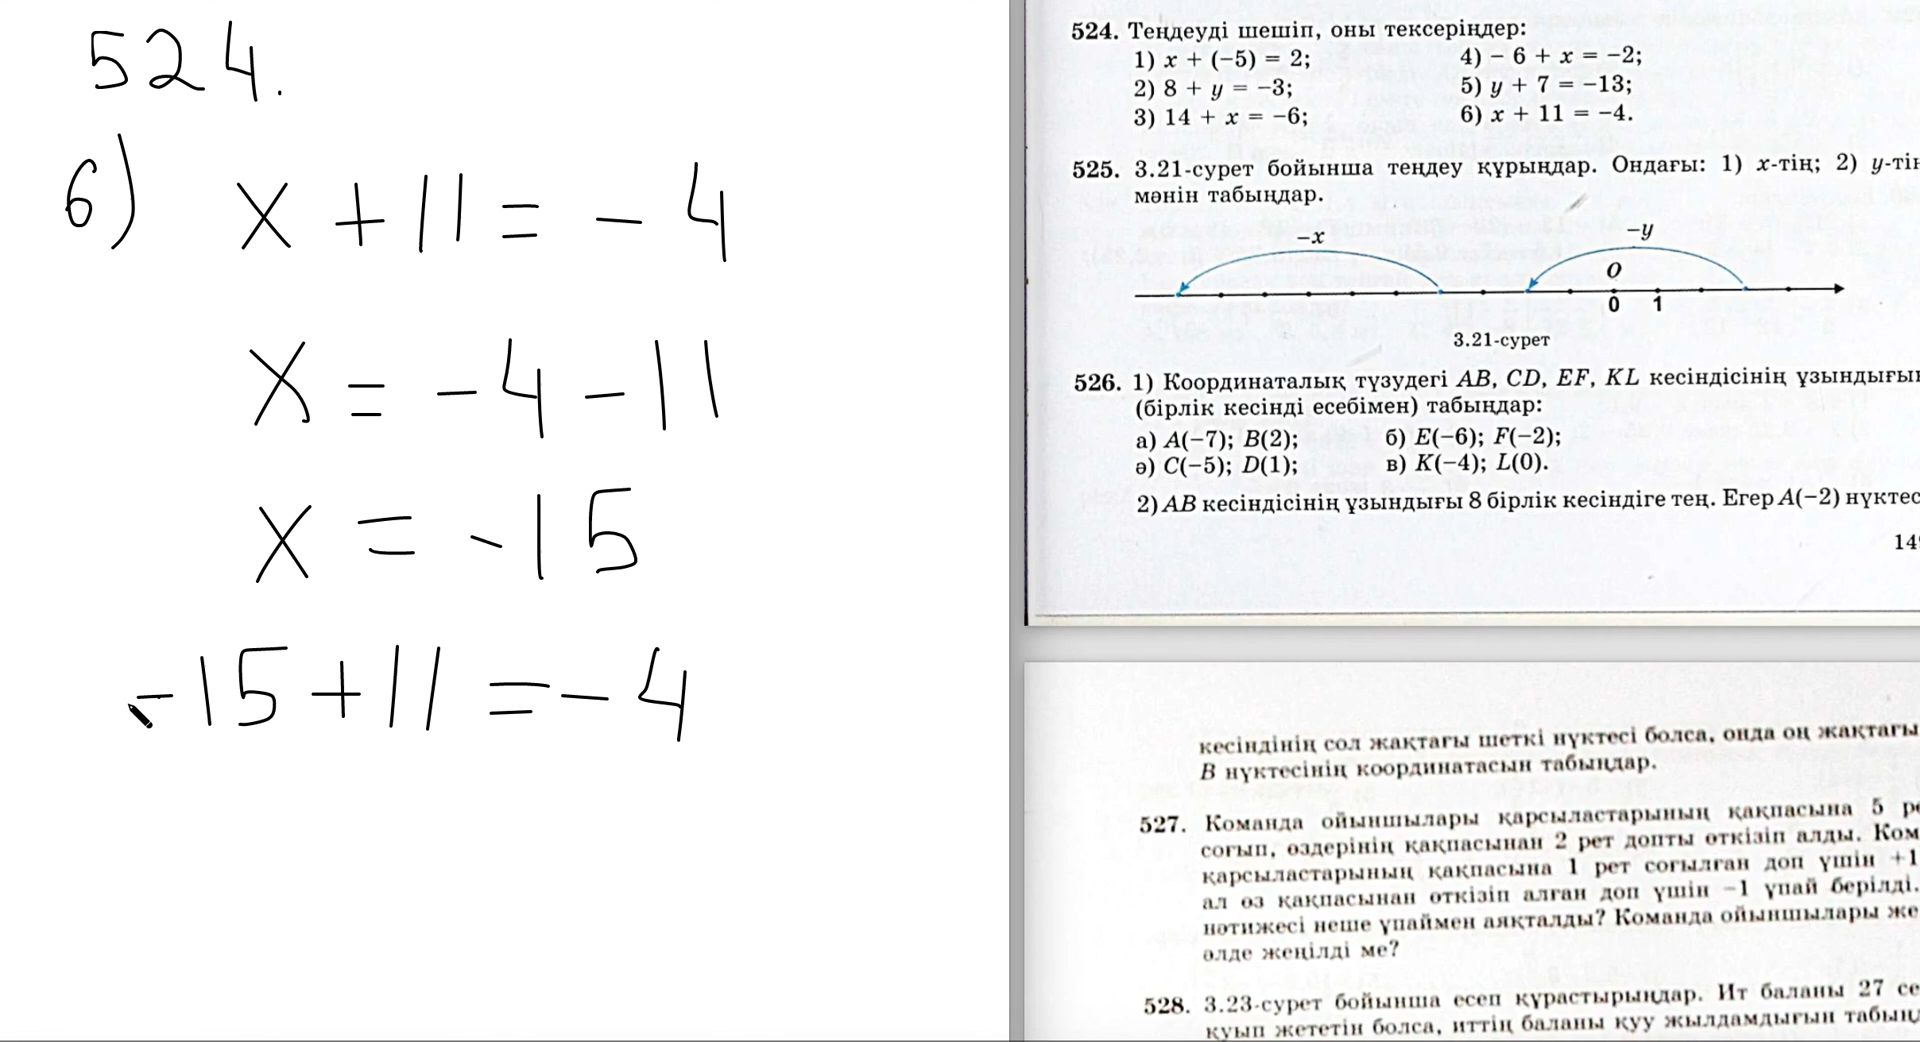 524.
6) x + 11 = - 4
x = - 4 - 11
x = - 15
- 15 + 11 = - 4
524. Теңдеуді шешіп, оны тексеріңдер:
1) x + (−5) = 2;
2) 8 + y = −3;
3) 14 + x = −6;
4) − 6 + x = −2;
5) y + 7 = −13;
6) x + 11 = −4.
525. 3.21-сурет бойынша теңдеу құрыңдар. Ондағы: 1) x-тің; 2) y-тің
мәнін табыңдар.
−x
−y
O
0 1
3.21-сурет
526. 1) Координаталық түзудегі AB, CD, EF, KL кесіндісінің ұзындығын
(бірлік кесінді есебімен) табыңдар:
а) A(−7); B(2);
ә) C(−5); D(1);
б) E(−6); F(−2);
в) K(−4); L(0).
2) AB кесіндісінің ұзындығы 8 бірлік кесіндіге тең. Егер A(−2) нүктес
14
кесіндінің сол жақтағы шеткі нүктесі болса, онда оң жақтағы
B нүктесінің координатасын табыңдар.
527. Команда ойыншылары қарсыластарының қақпасына 5 ре
соғып, өздерінің қақпасынан 2 рет допты өткізіп алды. Ком
қарсыластарының қақпасына 1 рет соғылған доп үшін +1
ал өз қақпасынан өткізіп алған доп үшін −1 ұпай берілді.
нәтижесі неше ұпаймен аяқталды? Команда ойыншылары же
әлде жеңілді ме?
528. 3.23-сурет бойынша есеп құрастырыңдар. Ит баланы 27 се
қуып жететін болса, иттің баланы қуу жылдамдығын табың